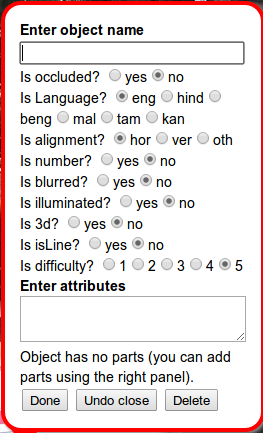 Enter object name
Is occluded? yes no
Is Language? eng hind
beng mal tam kan
Is alignment? hor ver oth
Is number? yes no
Is blurred? yes no
Is illuminated? yes no
Is 3d? yes no
Is isLine? yes no
Is difficulty? 1 2 3 4 5
Enter attributes
Object has no parts (you can add
parts using the right panel).
Done Undo close Delete